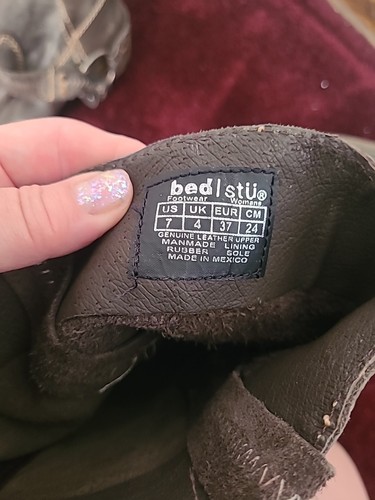 bed|stü®
Footwear Womens
US UK EUR CM
7 4 37 24
GENUINE LEATHER UPPER
MANMADE LINING
RUBBER SOLE
MADE IN MEXICO